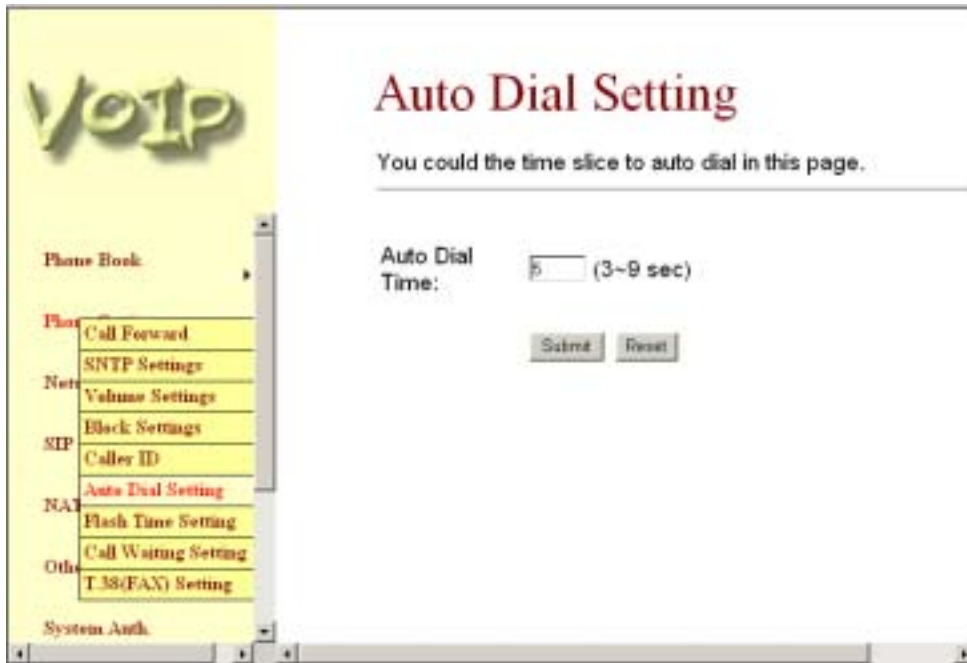 VOIP
Phone Book
Call Forward
SNTP Settings
Volume Settings
Block Settings
Caller ID
Auto Dial Setting
Flash Time Setting
Call Waiting Setting
T.38(FAX) Setting
SIP
NAT
System Auth.
Auto Dial Setting
You could the time slice to auto dial in this page.
Auto Dial
Time:
(3~9 sec)
Submit Reset